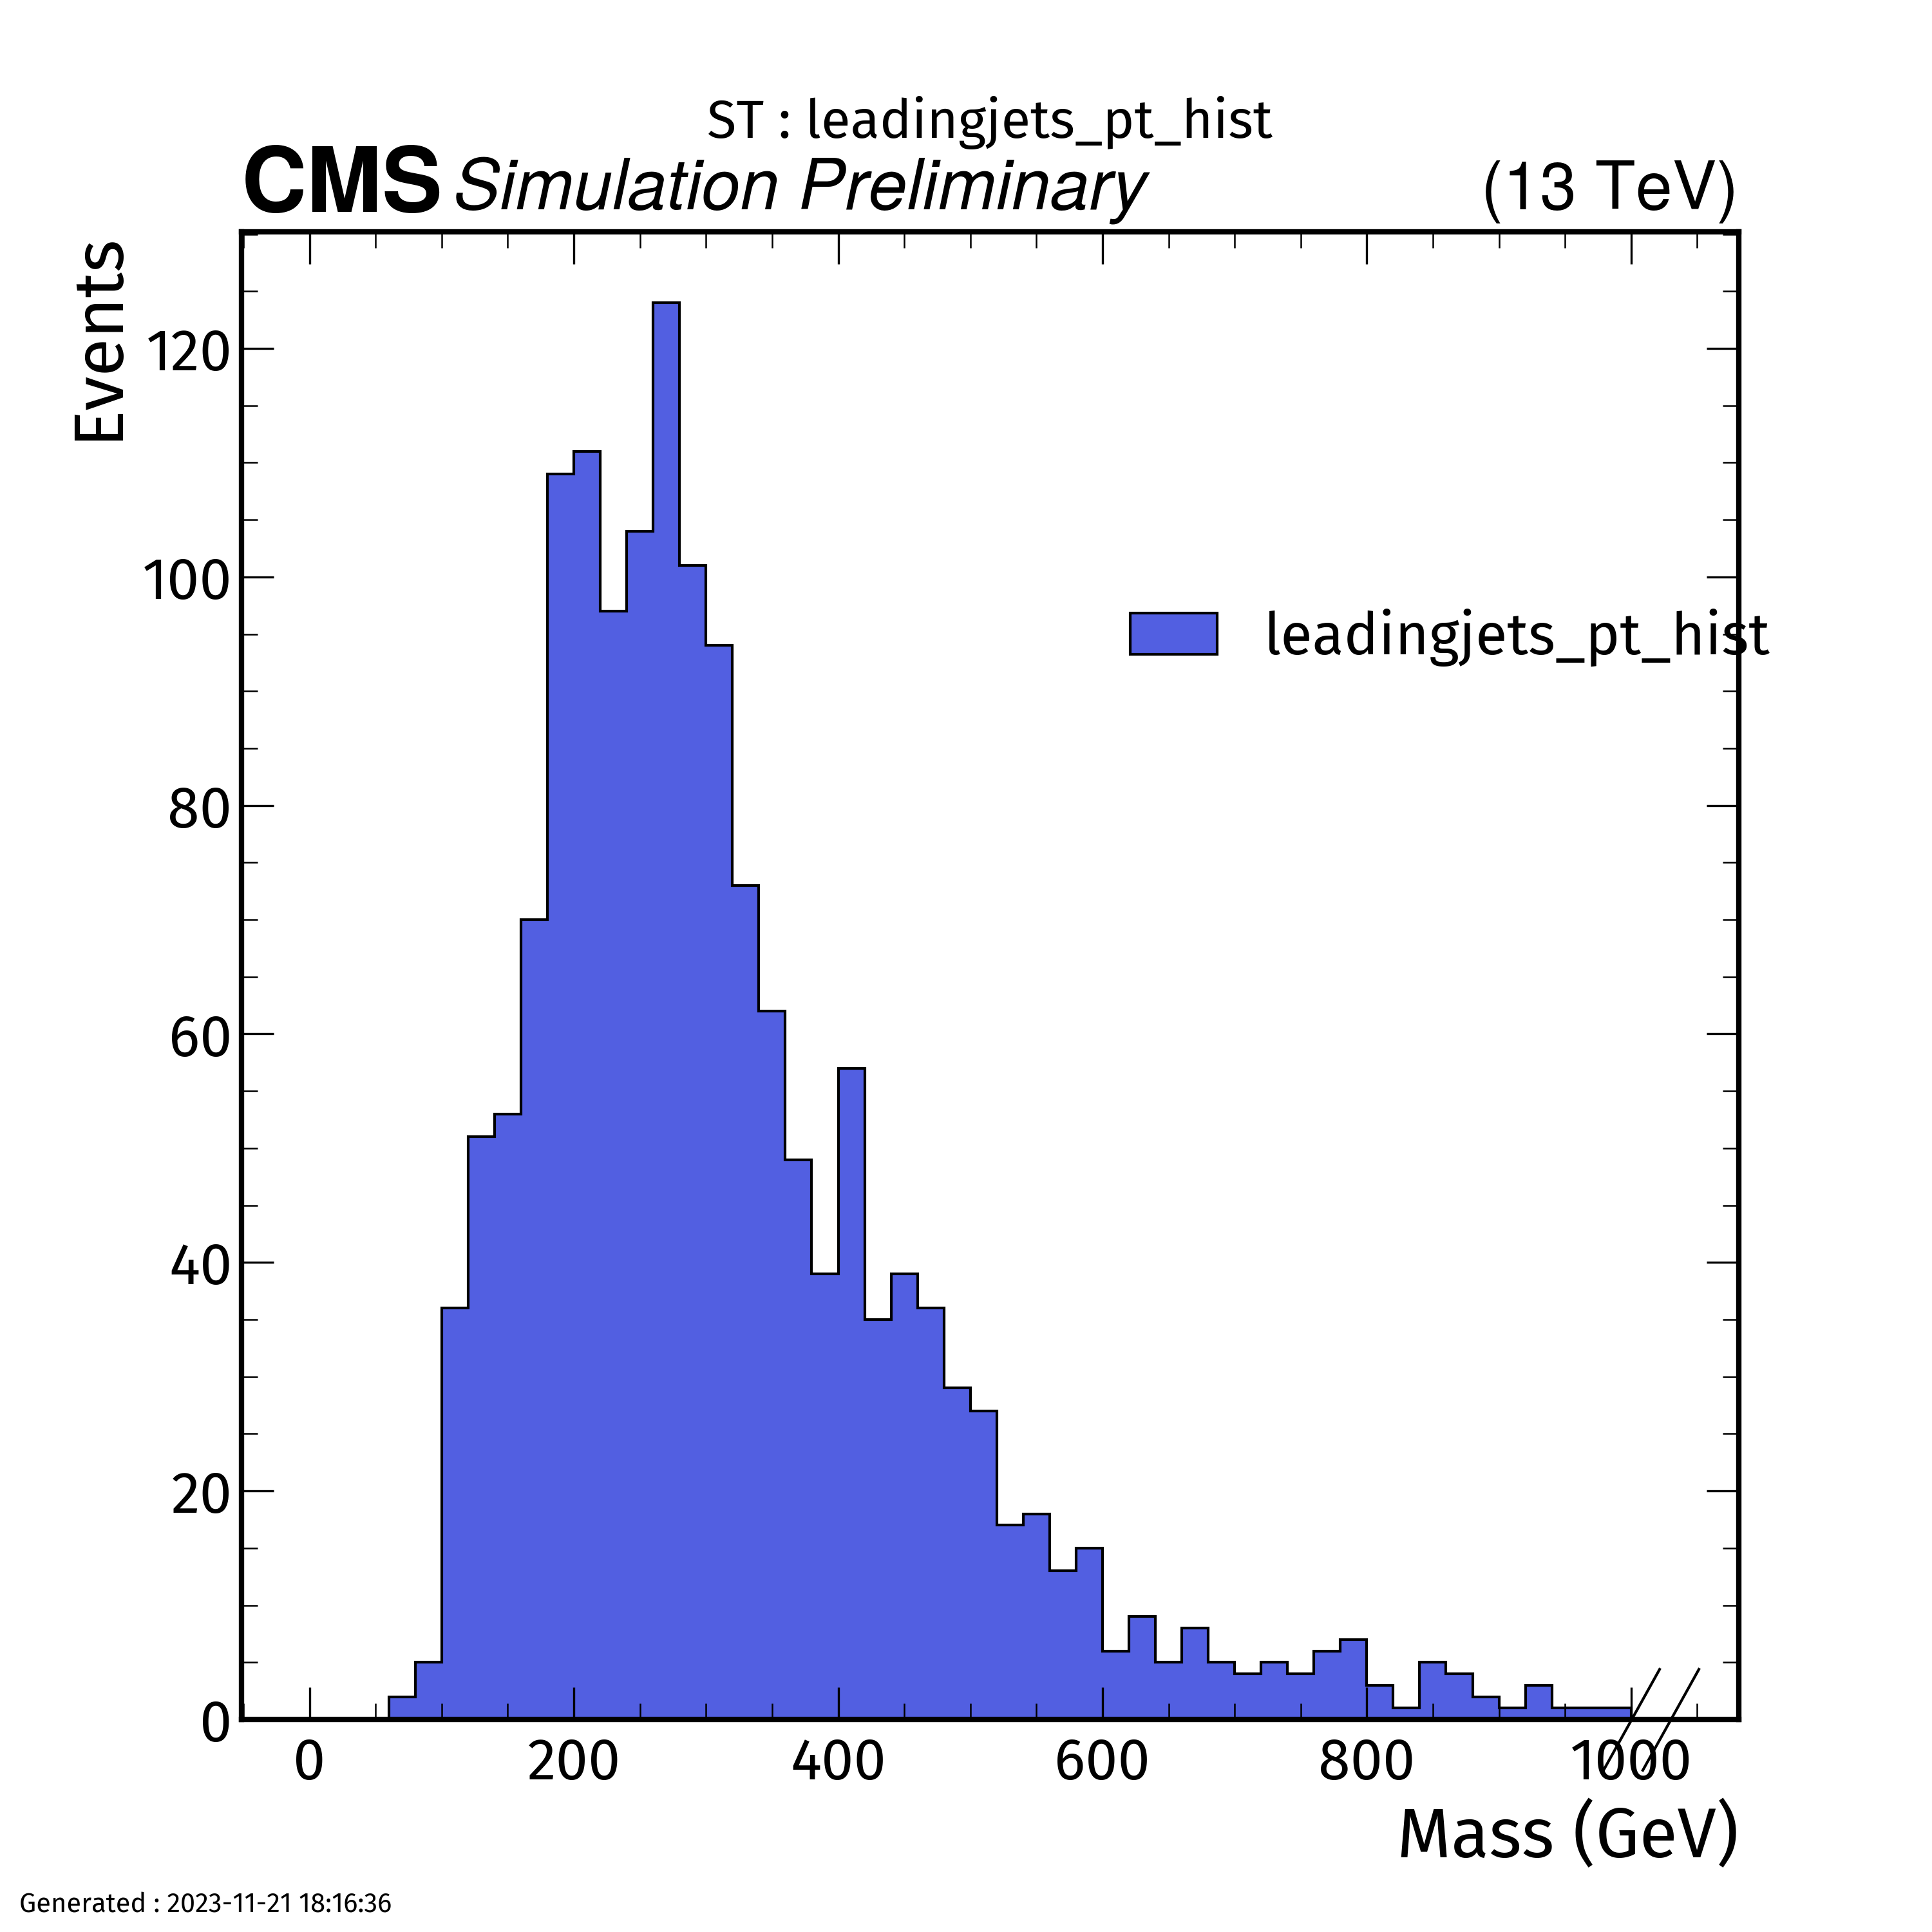 ST : leadingjets_pt_hist
CMS Simulation Preliminary (13 TeV)
Events
120
100
leadingjets_pt_hist
80
60
40
20
0
0 200 400 600 800 1000
Mass (GeV)
Generated : 2023-11-21 18:16:36